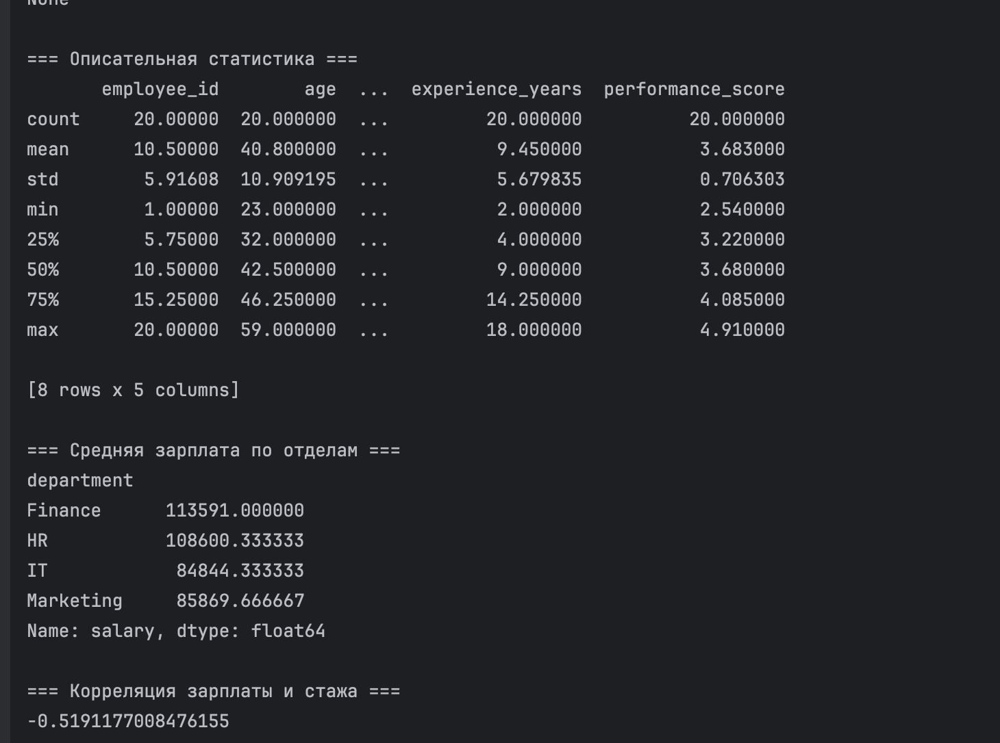 None
=== Описательная статистика ===
employee_id age ... experience_years performance_score
count 20.00000 20.000000 ... 20.000000 20.000000
mean 10.50000 40.800000 ... 9.450000 3.683000
std 5.91608 10.909195 ... 5.679835 0.706303
min 1.00000 23.000000 ... 2.000000 2.540000
25% 5.75000 32.000000 ... 4.000000 3.220000
50% 10.50000 42.500000 ... 9.000000 3.680000
75% 15.25000 46.250000 ... 14.250000 4.085000
max 20.00000 59.000000 ... 18.000000 4.910000
[8 rows x 5 columns]
=== Средняя зарплата по отделам ===
department
Finance 113591.000000
HR 108600.333333
IT 84844.333333
Marketing 85869.666667
Name: salary, dtype: float64
=== Корреляция зарплаты и стажа ===
-0.5191177008476155